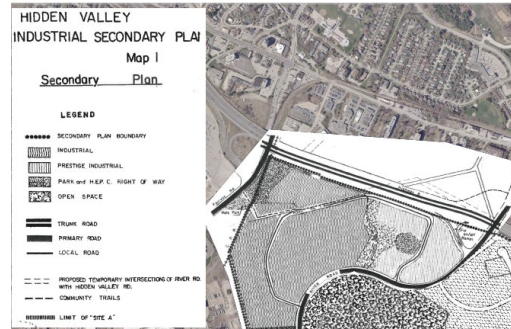 HIDDEN VALLEY
INDUSTRIAL SECONDARY PLAN
Map I
Secondary Plan
LEGEND
SECONDARY PLAN BOUNDARY
INDUSTRIAL
PRESTIGE INDUSTRIAL
PARK and H.E.P.C. RIGHT OF WAY
OPEN SPACE
TRUNK ROAD
PRIMARY ROAD
LOCAL ROAD
PROPOSED TEMPORARY INTERSECTIONS OF RIVER RD.
WITH HIDDEN VALLEY RD.
COMMUNITY TRAILS
LIMIT OF "SITE A"